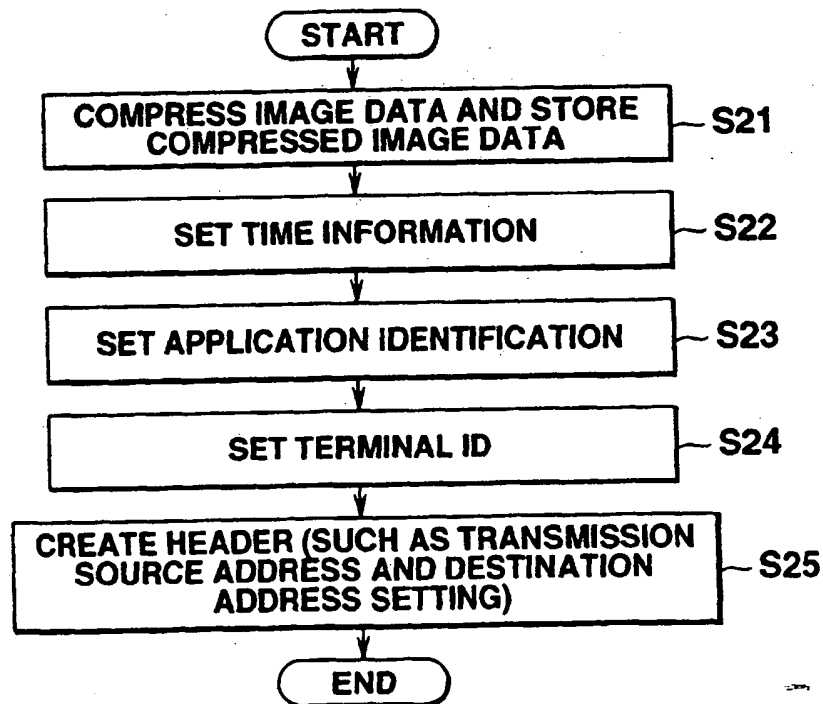 START
COMPRESS IMAGE DATA AND STORE
COMPRESSED IMAGE DATA
S21
SET TIME INFORMATION
S22
SET APPLICATION IDENTIFICATION
S23
SET TERMINAL ID
S24
CREATE HEADER (SUCH AS TRANSMISSION
SOURCE ADDRESS AND DESTINATION
ADDRESS SETTING)
S25
END